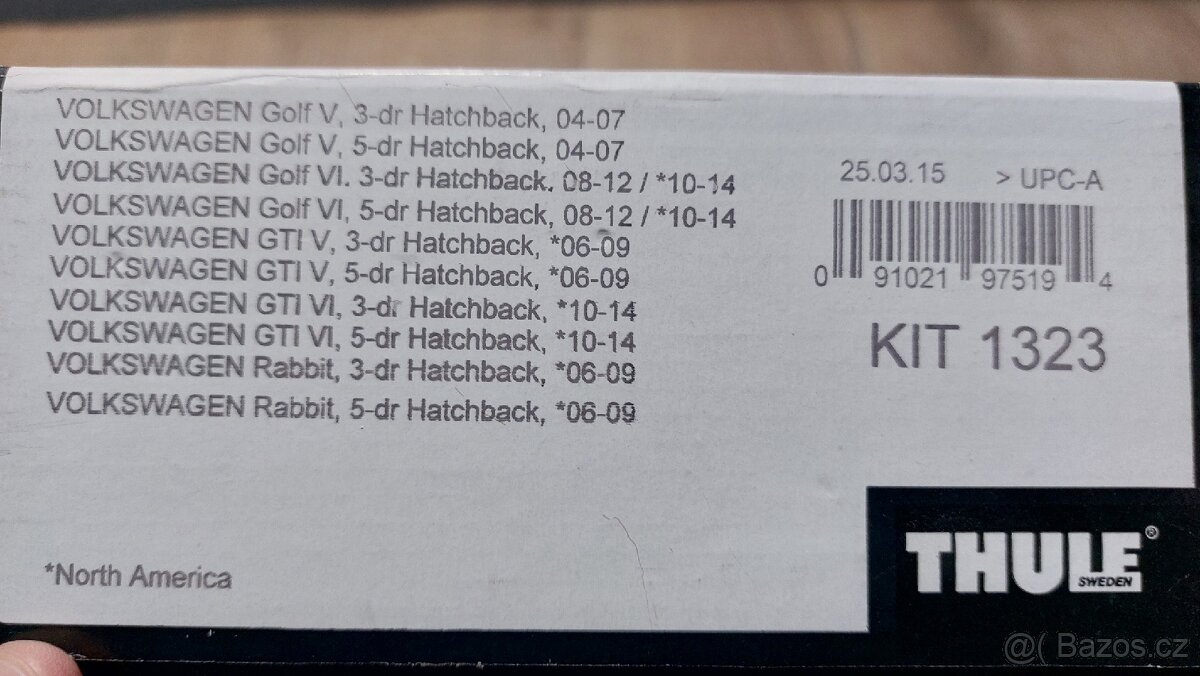 VOLKSWAGEN Golf V, 3-dr Hatchback, 04-07
VOLKSWAGEN Golf V, 5-dr Hatchback, 04-07
VOLKSWAGEN Golf VI, 3-dr Hatchback, 08-12 / *10-14
VOLKSWAGEN Golf VI, 5-dr Hatchback, 08-12 / *10-14
VOLKSWAGEN GTI V, 3-dr Hatchback, *06-09
VOLKSWAGEN GTI V, 5-dr Hatchback, *06-09
VOLKSWAGEN GTI VI, 3-dr Hatchback, *10-14
VOLKSWAGEN GTI VI, 5-dr Hatchback, *10-14
VOLKSWAGEN Rabbit, 3-dr Hatchback, *06-09
VOLKSWAGEN Rabbit, 5-dr Hatchback, *06-09
*North America
25.03.15 > UPC-A
0 91021 97519 4
KIT 1323
THULE®
SWEDEN
@( Bazos.cz